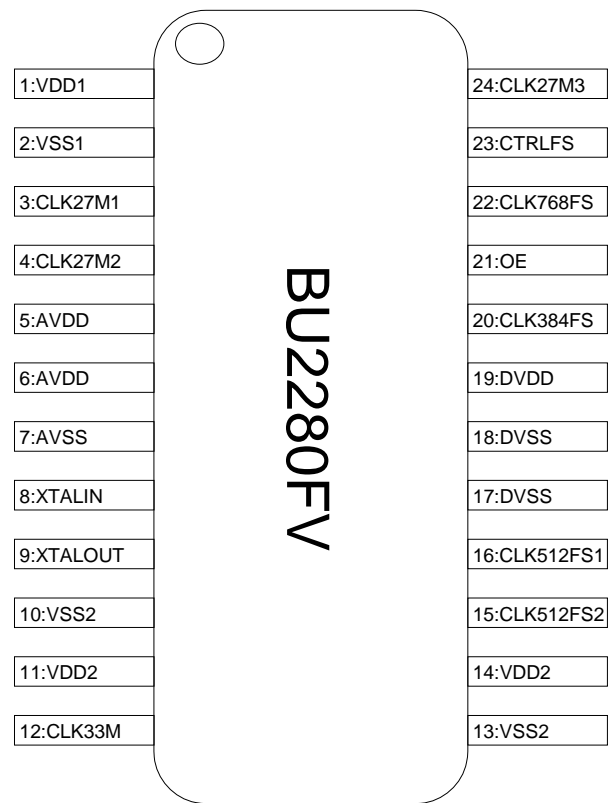 1:VDD1
2:VSS1
3:CLK27M1
4:CLK27M2
5:AVDD
6:AVDD
7:AVSS
8:XTALIN
9:XTALOUT
10:VSS2
11:VDD2
12:CLK33M
BU2280FV
24:CLK27M3
23:CTRLFS
22:CLK768FS
21:OE
20:CLK384FS
19:DVDD
18:DVSS
17:DVSS
16:CLK512FS1
15:CLK512FS2
14:VDD2
13:VSS2